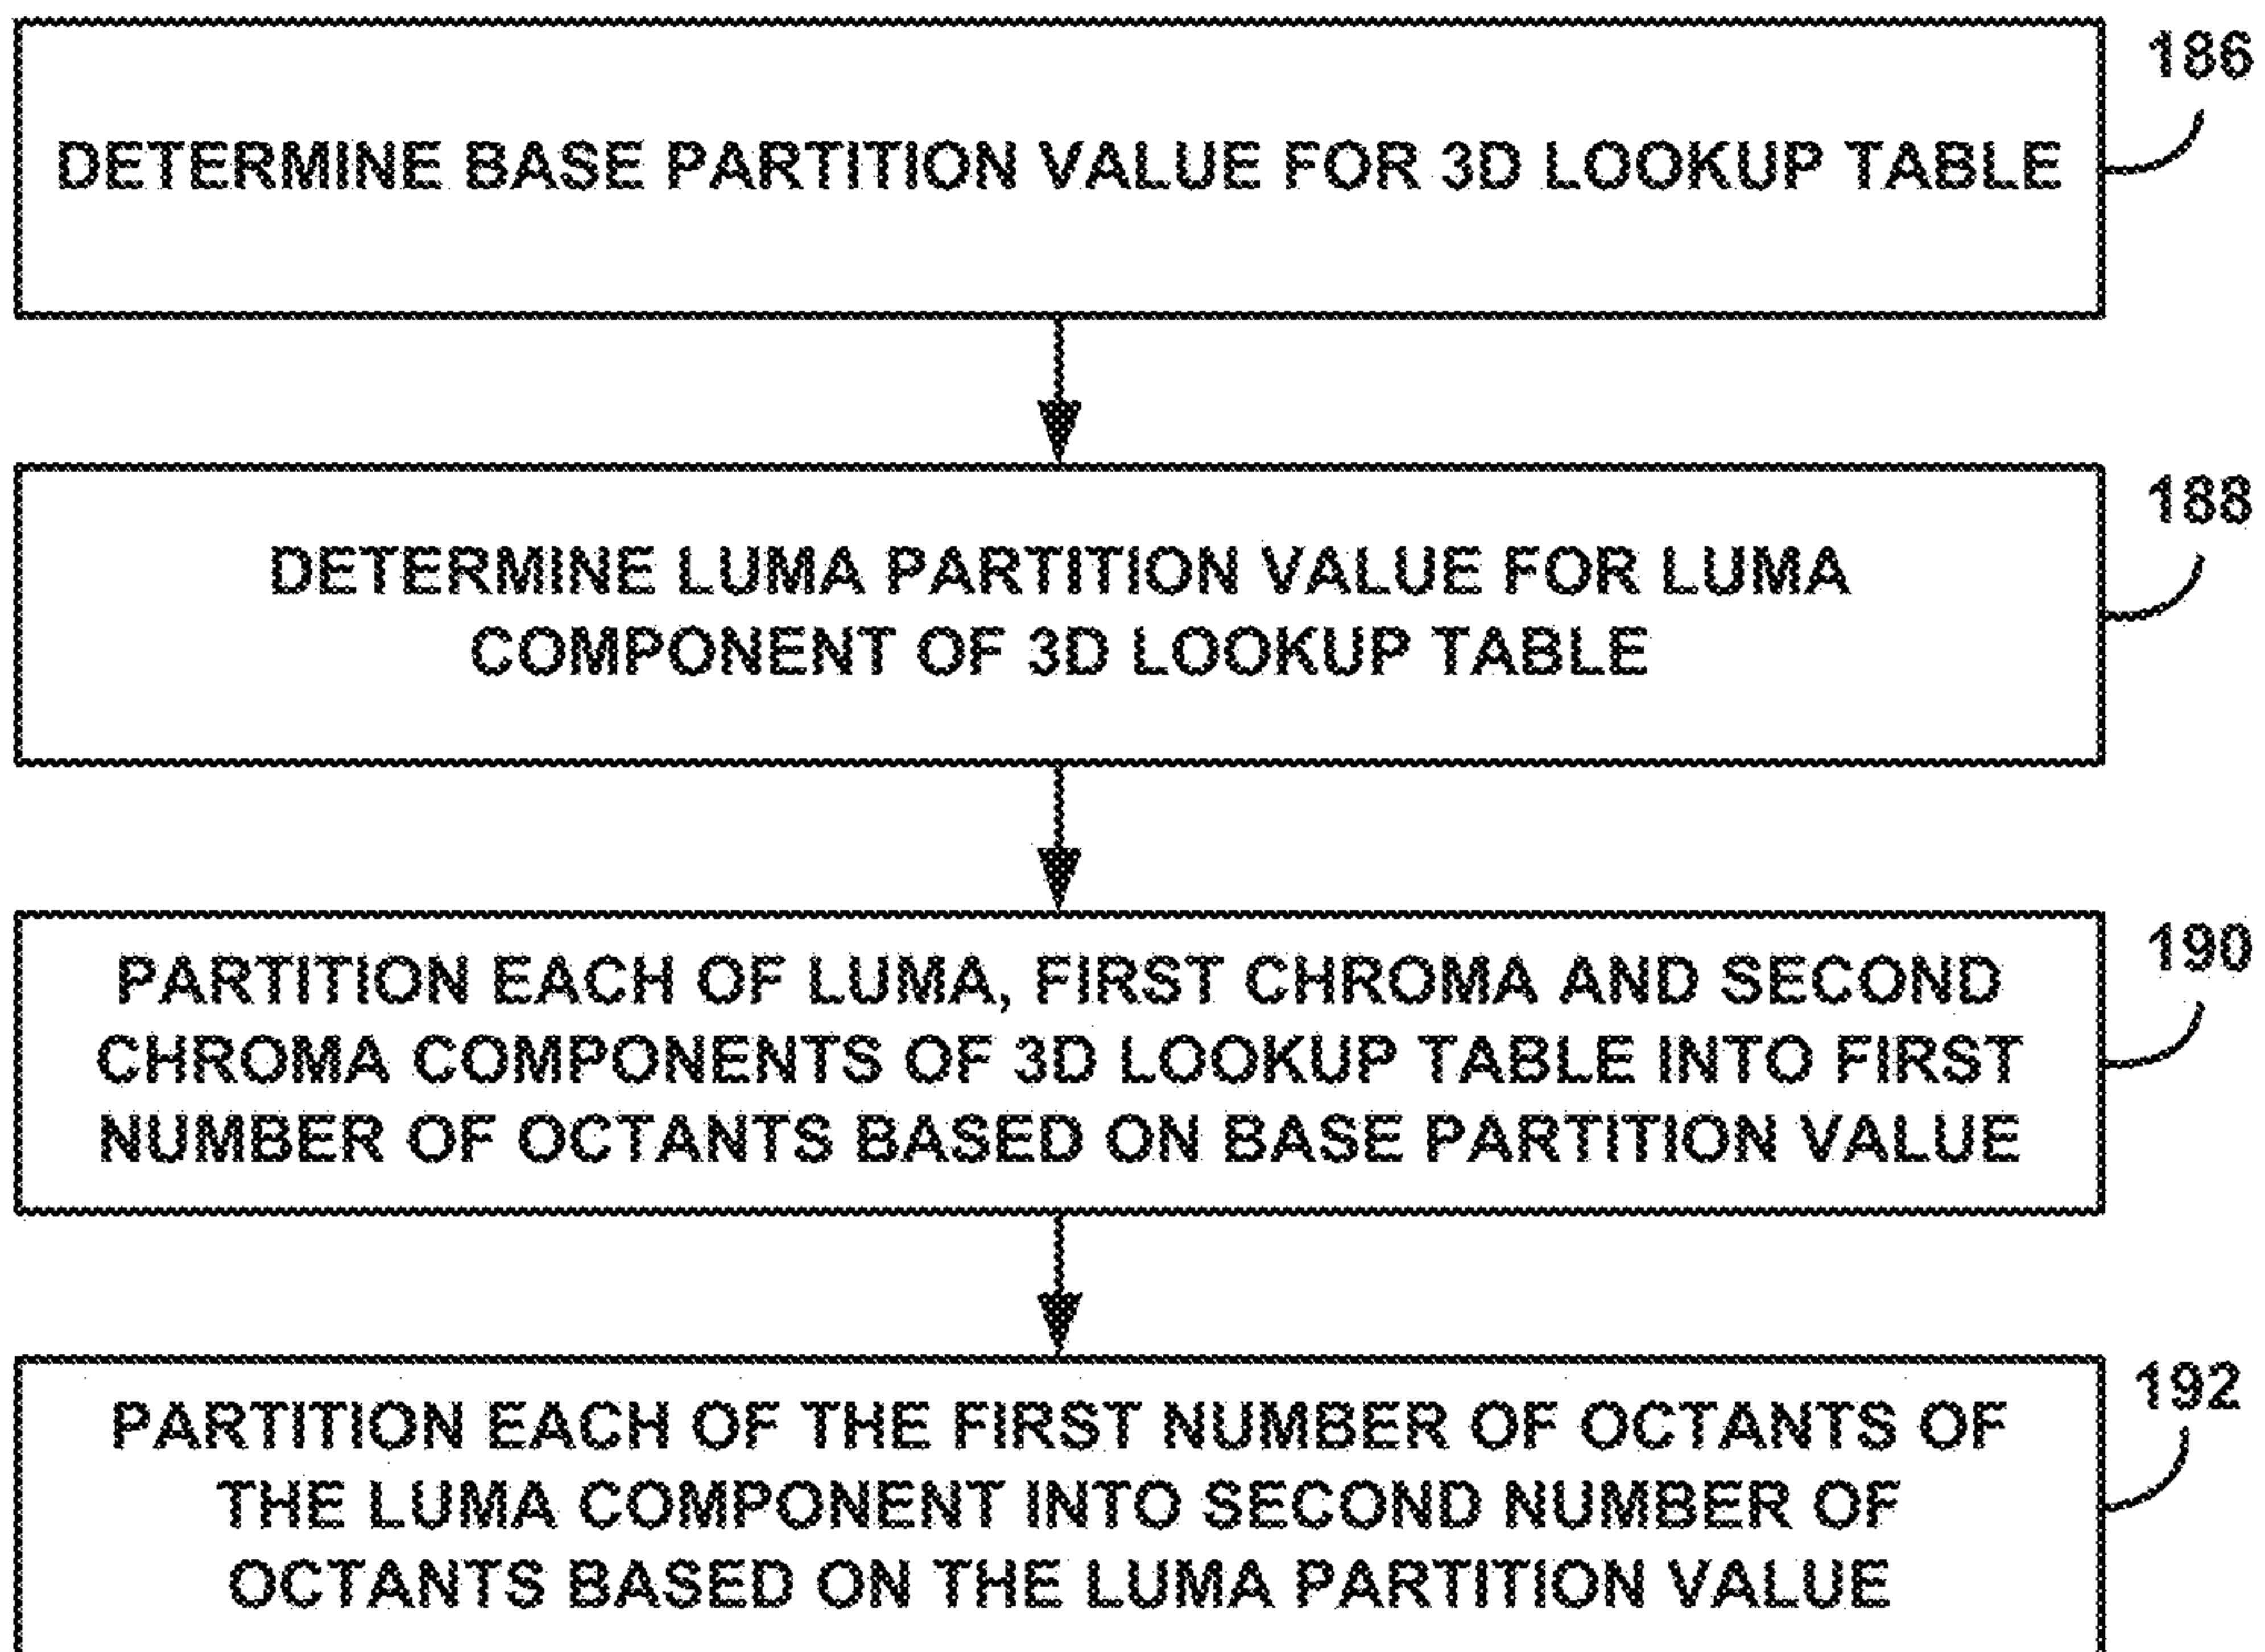 186
DETERMINE BASE PARTITION VALUE FOR 3D LOOKUP TABLE
188
DETERMINE LUMA PARTITION VALUE FOR LUMA
COMPONENT OF 3D LOOKUP TABLE
190
PARTITION EACH OF LUMA, FIRST CHROMA AND SECOND
CHROMA COMPONENTS OF 3D LOOKUP TABLE INTO FIRST
NUMBER OF OCTANTS BASED ON BASE PARTITION VALUE
192
PARTITION EACH OF THE FIRST NUMBER OF OCTANTS OF
THE LUMA COMPONENT INTO SECOND NUMBER OF
OCTANTS BASED ON THE LUMA PARTITION VALUE